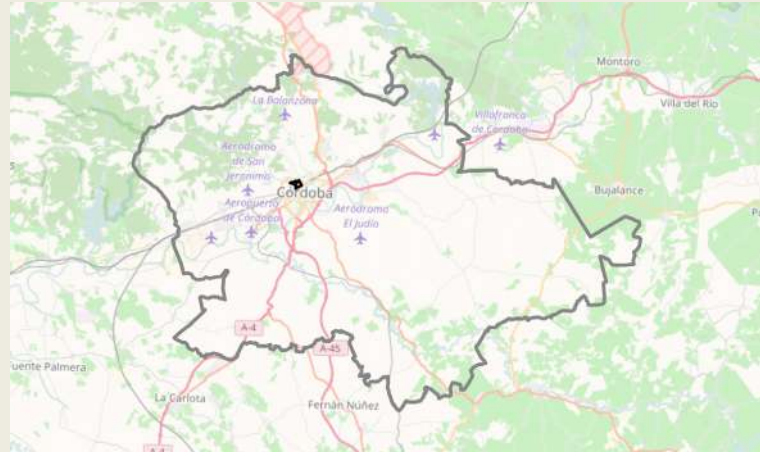 Montoro
Villa del Río
La Balanzona
Villafranca
de Córdoba
Aeródromo
de San
Jerónimo
Bujalance
Córdoba
Aeropuerto
de Córdoba
Aeródromo
El Judío
A-4
A-45
uente Palmera
La Carlota
Fernán Núñez
A-4